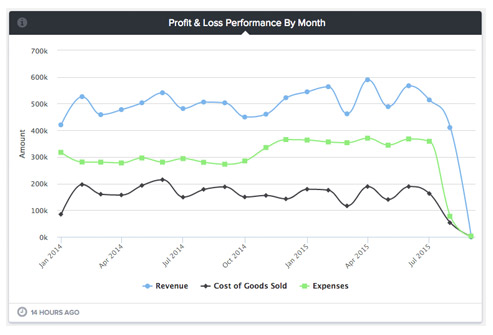 Profit & Loss Performance By Month
700k
600k
500k
400k
300k
200k
100k
0k
Amount
Jan 2014
Apr 2014
Jul 2014
Oct 2014
Jan 2015
Apr 2015
Jul 2015
Revenue Cost of Goods Sold Expenses
14 HOURS AGO